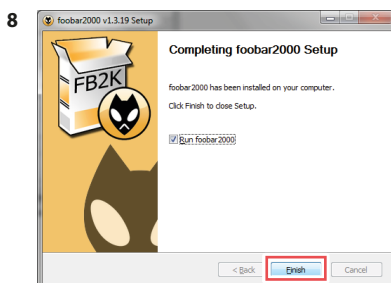 8
foobar2000 v1.3.19 Setup
Completing foobar2000 Setup
FB2K
foobar2000 has been installed on your computer.
Click Finish to close Setup.
Run foobar2000
< Back Finish Cancel